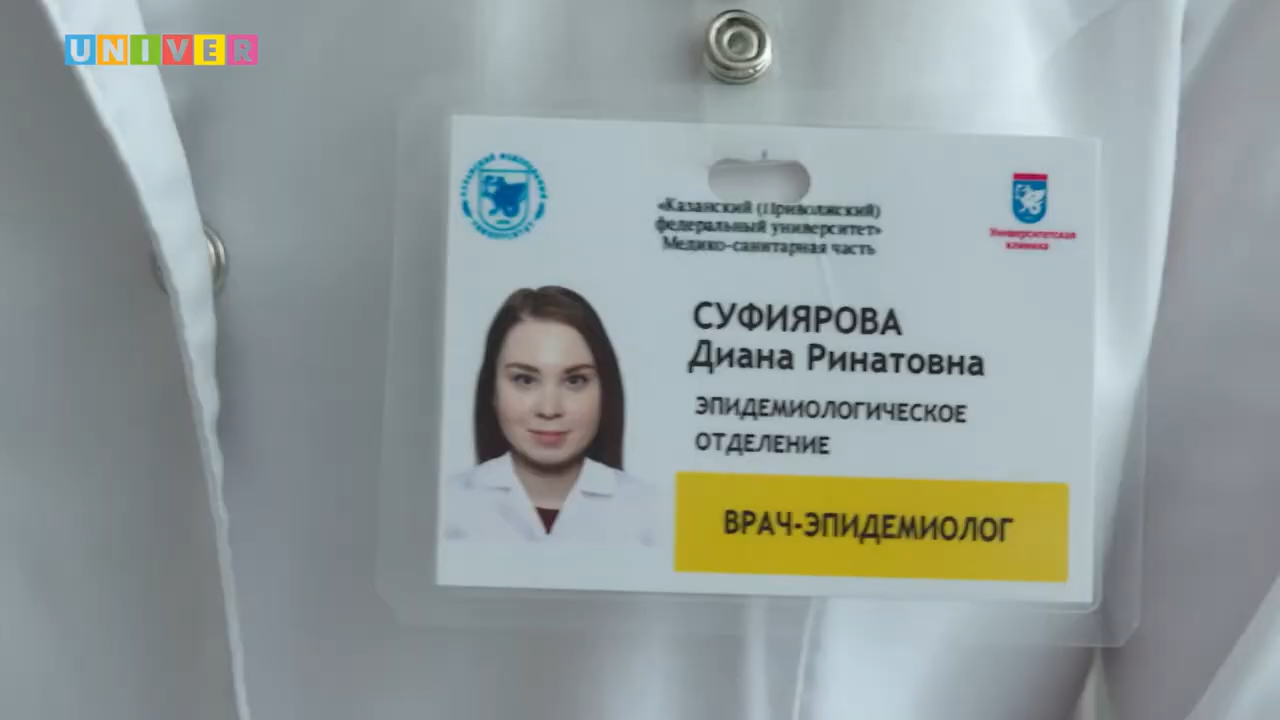 UNIVER
«Казанский (Приволжский)
федеральный университет»
Медико-санитарная часть
Университетская
клиника
СУФИЯРОВА
Диана Ринатовна
ЭПИДЕМИОЛОГИЧЕСКОЕ
ОТДЕЛЕНИЕ
ВРАЧ-ЭПИДЕМИОЛОГ